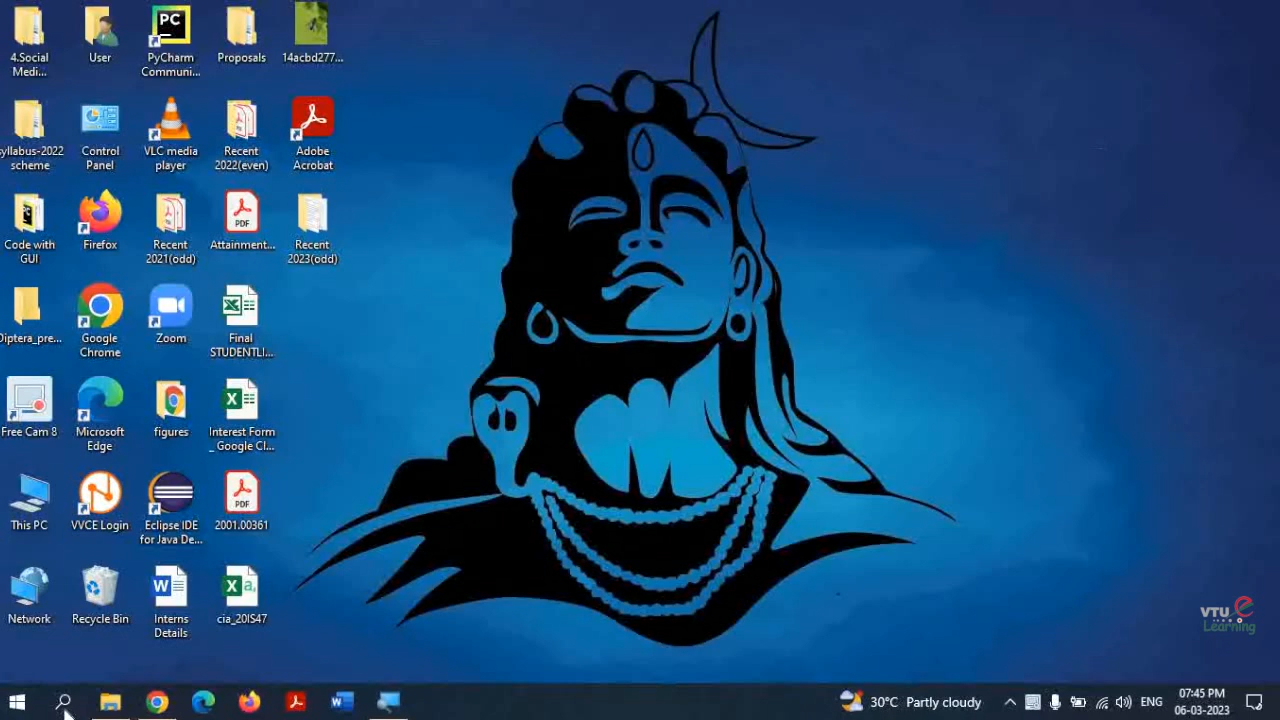 4.Social
Medi...
User
PC
PyCharm
Communi...
Proposals
14acbd277...
syllabus-2022
scheme
Control
Panel
VLC media
player
Recent
2022(even)
Adobe
Acrobat
Code with
GUI
Firefox
Recent
2021(odd)
PDF
Attainment...
Recent
2023(odd)
Diptera_pre...
Google
Chrome
Zoom
Final
STUDENTLI...
Free Cam 8
Microsoft
Edge
figures
Interest Form
_ Google Cl...
This PC
VVCE Login
Eclipse IDE
for Java De...
PDF
2001.00361
Network
Recycle Bin
Interns
Details
a,
cia_20IS47
VTU e
Learning
30°C Partly cloudy
ENG
07:45 PM
06-03-2023